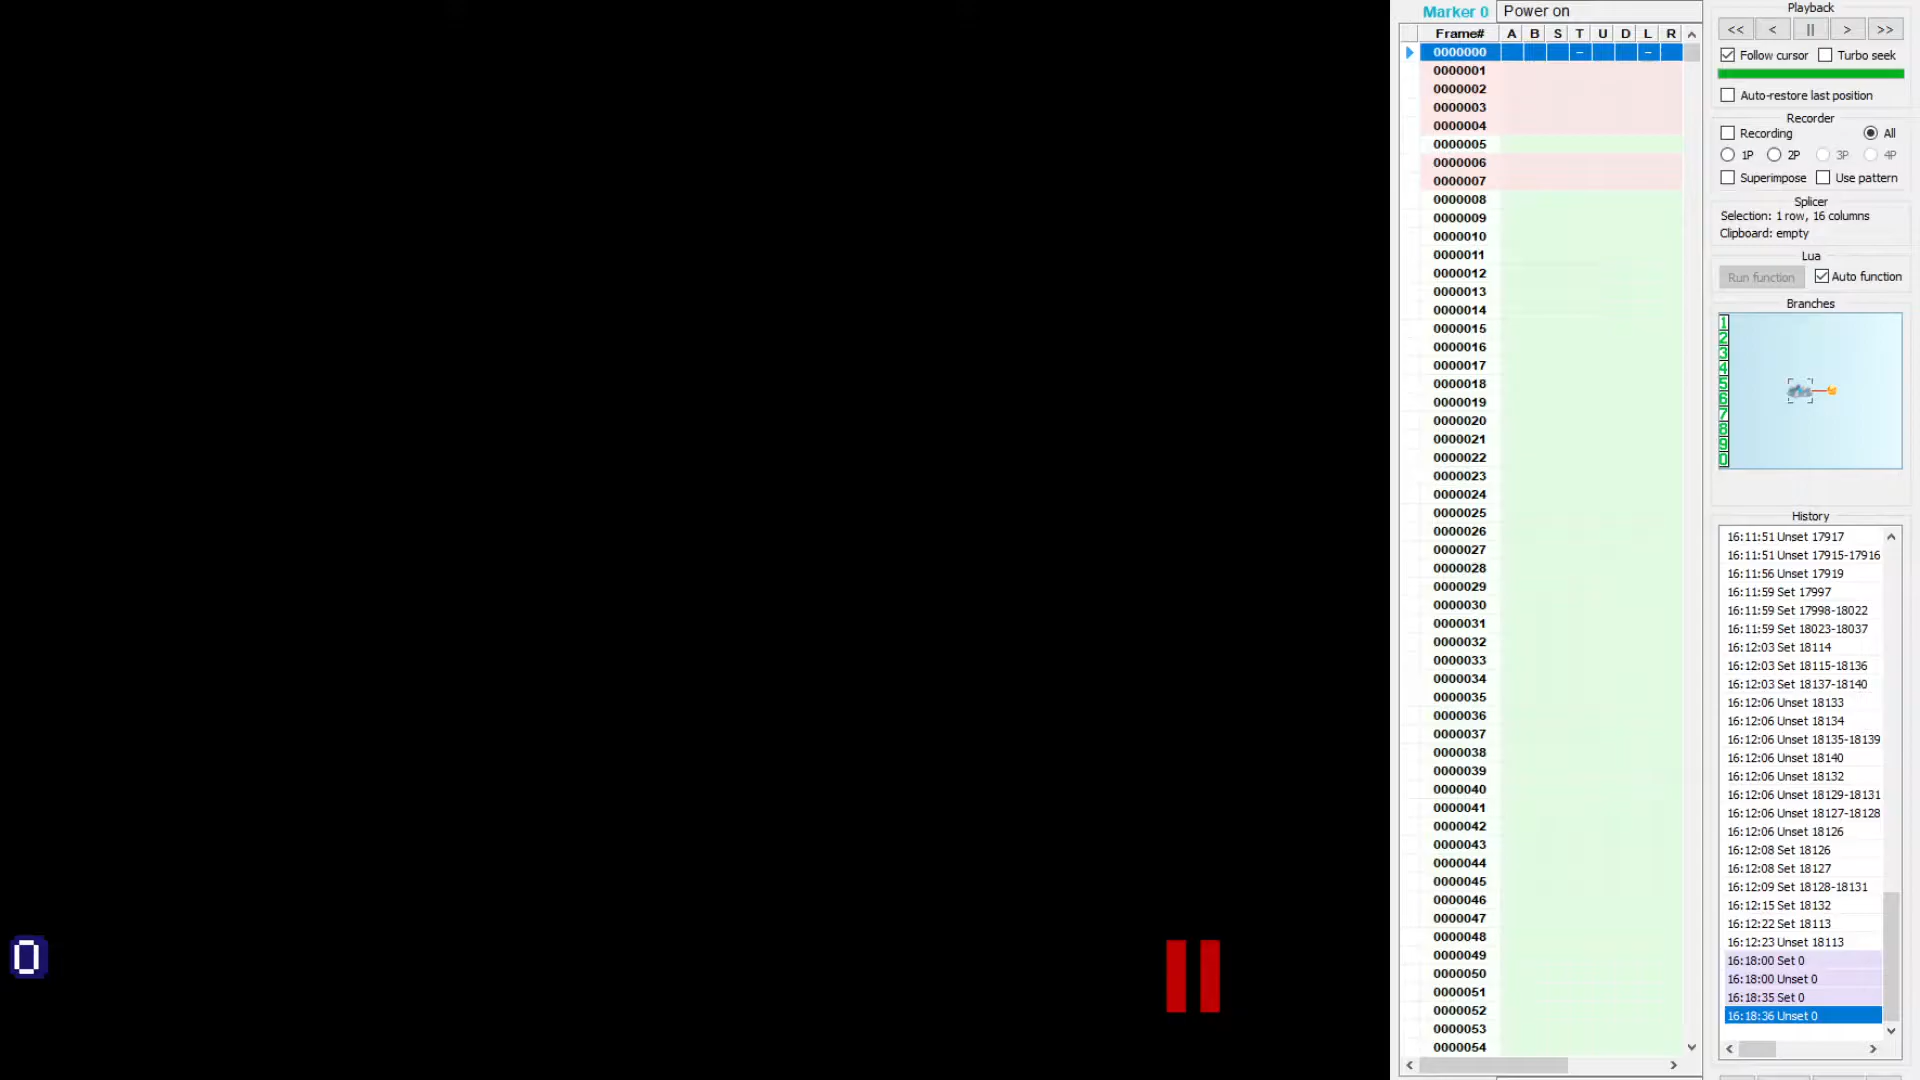 Marker 0 Power on
Frame# A B S T U D L R
0000000
0000001
0000002
0000003
0000004
0000005
0000006
0000007
0000008
0000009
0000010
0000011
0000012
0000013
0000014
0000015
0000016
0000017
0000018
0000019
0000020
0000021
0000022
0000023
0000024
0000025
0000026
0000027
0000028
0000029
0000030
0000031
0000032
0000033
0000034
0000035
0000036
0000037
0000038
0000039
0000040
0000041
0000042
0000043
0000044
0000045
0000046
0000047
0000048
0000049
0000050
0000051
0000052
0000053
0000054
0
Playback
<< < || > >>
Follow cursor Turbo seek
Auto-restore last position
Recorder
Recording All
1P 2P 3P 4P
Superimpose Use pattern
Splicer
Selection: 1 row, 16 columns
Clipboard: empty
Lua
Run function Auto function
Branches
1
2
3
4
5
6
7
8
9
0
History
16:11:51 Unset 17917
16:11:51 Unset 17915-17916
16:11:56 Unset 17919
16:11:59 Set 17997
16:11:59 Set 17998-18022
16:11:59 Set 18023-18037
16:12:03 Set 18114
16:12:03 Set 18115-18136
16:12:03 Set 18137-18140
16:12:06 Unset 18133
16:12:06 Unset 18134
16:12:06 Unset 18135-18139
16:12:06 Unset 18140
16:12:06 Unset 18132
16:12:06 Unset 18129-18131
16:12:06 Unset 18127-18128
16:12:06 Unset 18126
16:12:08 Set 18126
16:12:08 Set 18127
16:12:09 Set 18128-18131
16:12:15 Set 18132
16:12:22 Set 18113
16:12:23 Unset 18113
16:18:00 Set 0
16:18:00 Unset 0
16:18:35 Set 0
16:18:36 Unset 0